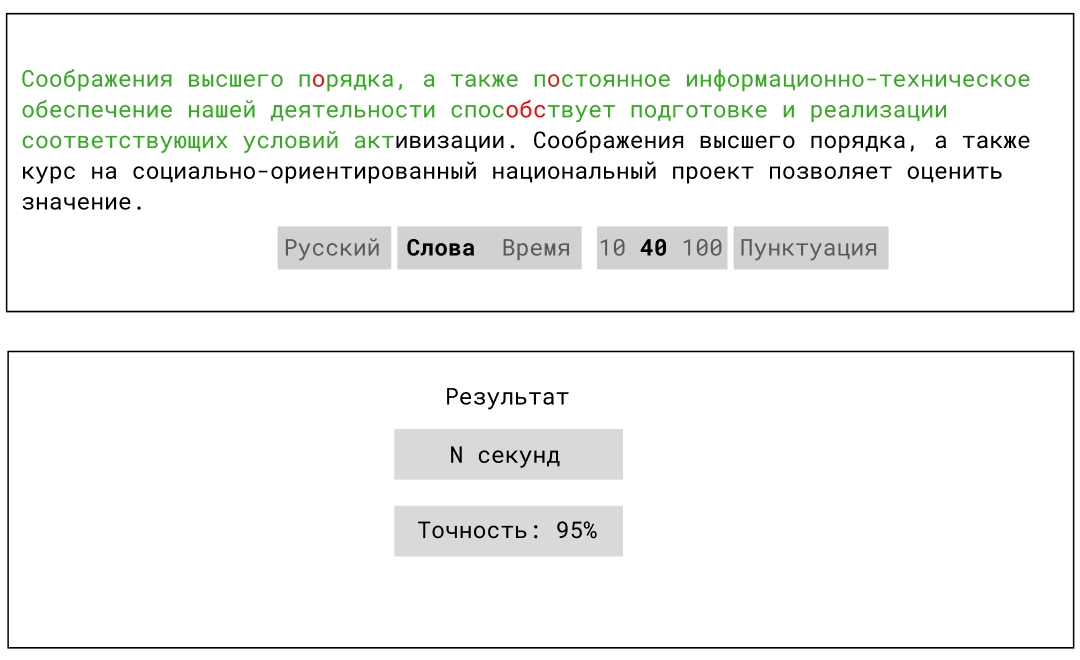 Соображения высшего порядка, а также постоянное информационно-техническое
обеспечение нашей деятельности способствует подготовке и реализации
соответствующих условий активизации. Соображения высшего порядка, а также
курс на социально-ориентированный национальный проект позволяет оценить
значение.
Русский Слова Время 10 40 100 Пунктуация
Результат
N секунд
Точность: 95%